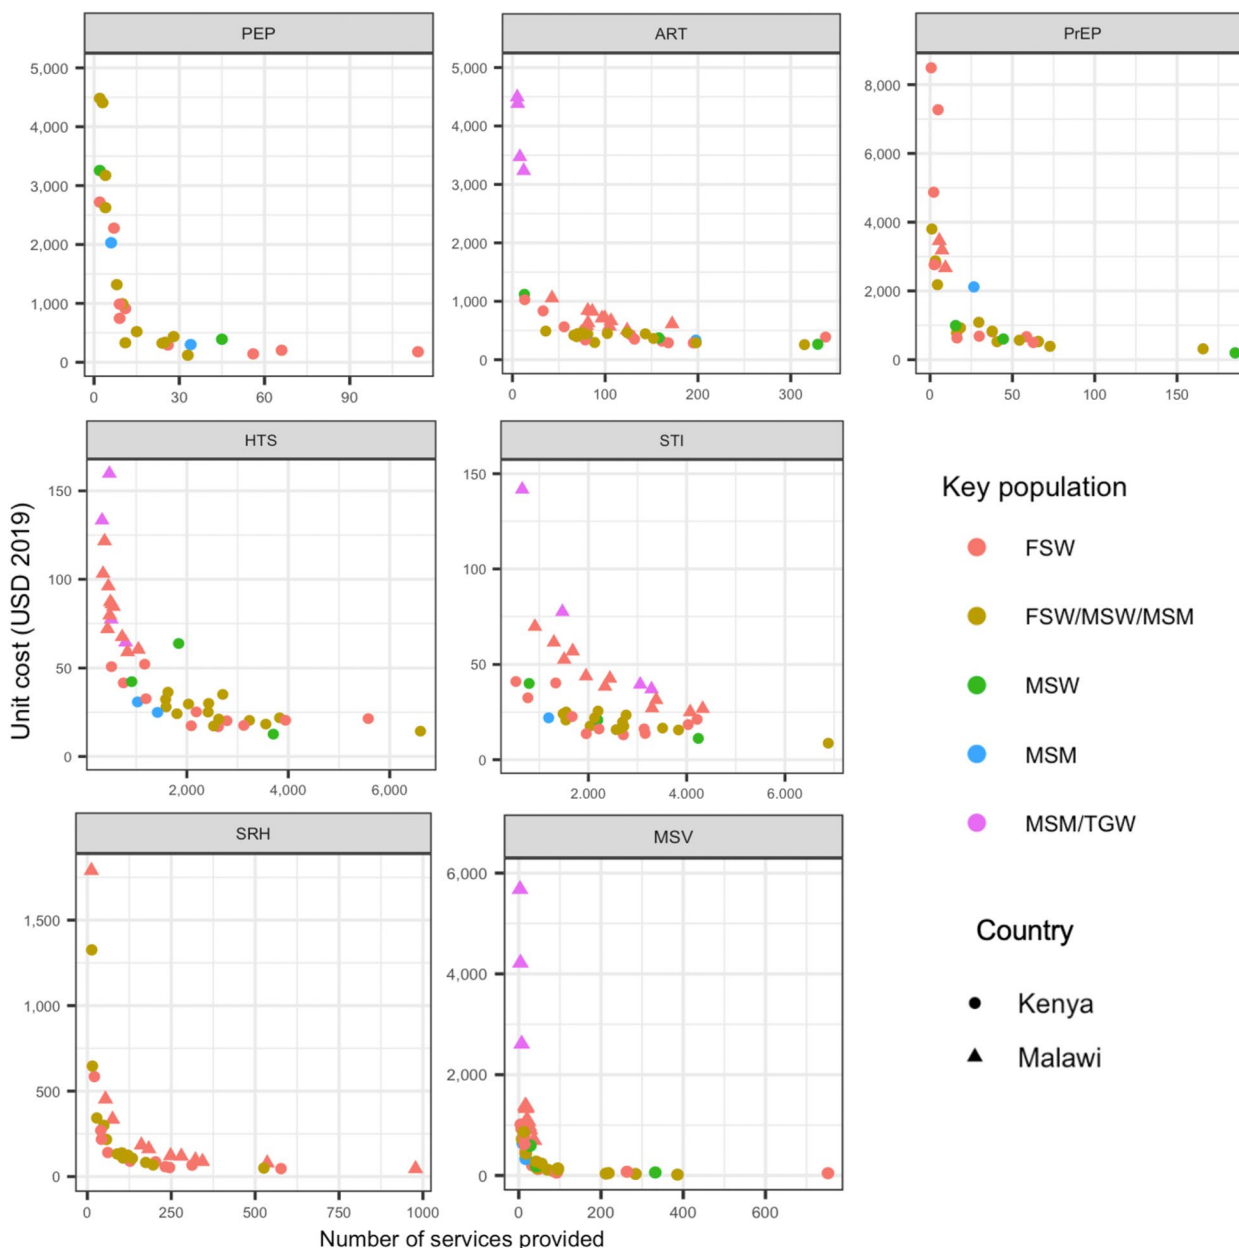 PEP ART PrEP
5,000
4,000
3,000
2,000
1,000
0
0 30 60 90
5,000
4,000
3,000
2,000
1,000
0
0 100 200 300
8,000
6,000
4,000
2,000
0
0 50 100 150
HTS STI
150
100
50
0
2,000 4,000 6,000
150
100
50
0
2.000 4.000 6.000
Unit cost (USD 2019)
Key population
FSW
FSW/MSW/MSM
MSW
MSM
MSM/TGW
SRH MSV
1,500
1,000
500
0
0 250 500 750 1000
6,000
4,000
2,000
0
0 200 400 600
Country
Kenya
Malawi
Number of services provided